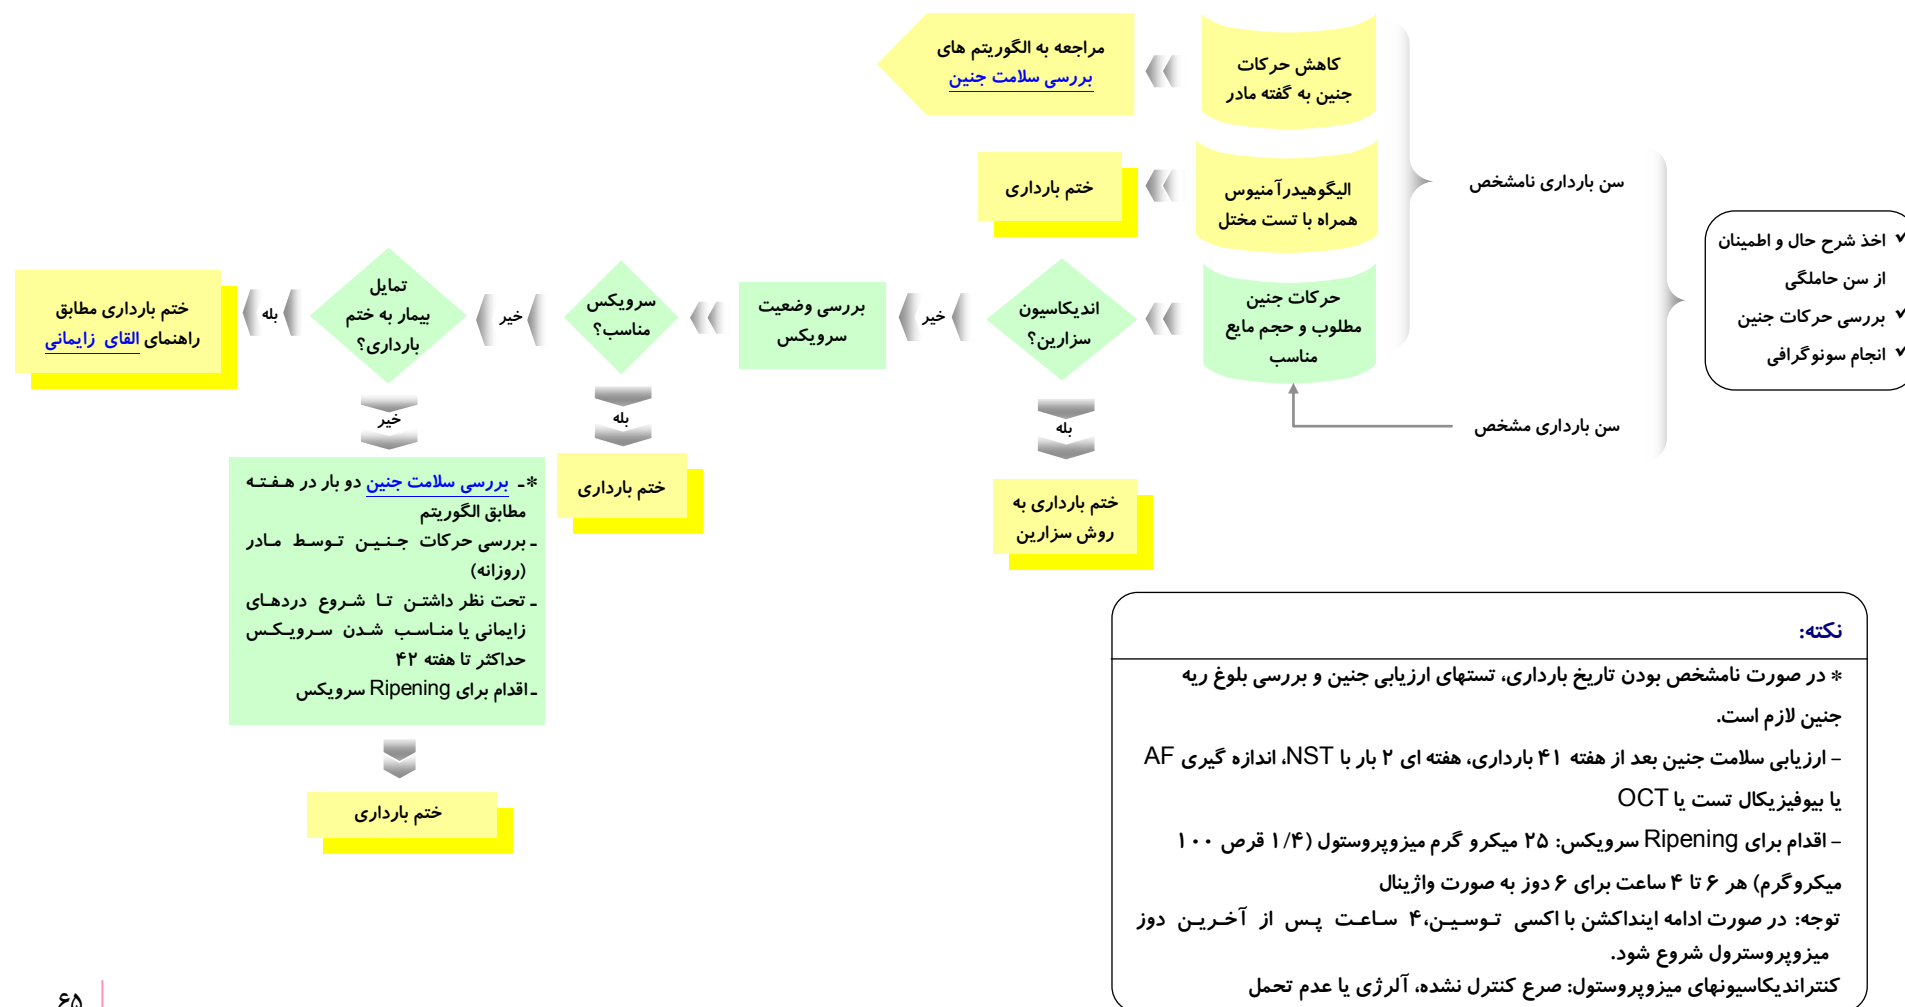 ✓ اخذ شرح حال و اطمینان
از سن حاملگی
✓ بررسی حرکات جنین
✓ انجام سونوگرافی
سن بارداری نامشخص
سن بارداری مشخص
کاهش حرکات
جنین به گفته مادر
مراجعه به الگوریتم های
بررسی سلامت جنین
الیگوهیدرآمنیوس
همراه با تست مختل
ختم بارداری
حرکات جنین
مطلوب و حجم مایع
مناسب
اندیکاسیون
سزارین؟
بله
ختم بارداری به
روش سزارین
خیر
بررسی وضعیت
سرویکس
سرویکس
مناسب؟
بله
ختم بارداری
خیر
تمایل
بیمار به ختم
بارداری؟
بله
ختم بارداری مطابق
راهنمای القای زایمانی
خیر
*ـ بررسی سلامت جنین دو بار در هفته
مطابق الگوریتم
ـ بررسی حرکات جنین توسط مادر
(روزانه)
ـ تحت نظر داشتن تا شروع دردهای
زایمانی یا مناسب شدن سرویکس
حداکثر تا هفته ۴۲
ـ اقدام برای Ripening سرویکس
ختم بارداری
نکته:
* در صورت نامشخص بودن تاریخ بارداری، تستهای ارزیابی جنین و بررسی بلوغ ریه
جنین لازم است.
- ارزیابی سلامت جنین بعد از هفته ۴۱ بارداری، هفته ای ۲ بار با NST، اندازه گیری AF
یا بیوفیزیکال تست یا OCT
- اقدام برای Ripening سرویکس: ۲۵ میکرو گرم میزوپروستول (۱/۴ قرص ۱۰۰
میکروگرم) هر ۶ تا ۴ ساعت برای ۶ دوز به صورت واژینال
توجه: در صورت ادامه اینداکشن با اکسی توسین،۴ ساعت پس از آخرین دوز
میزوپروسترول شروع شود.
کنتراندیکاسیونهای میزوپروستول: صرع کنترل نشده، آلرژی یا عدم تحمل
۶۵